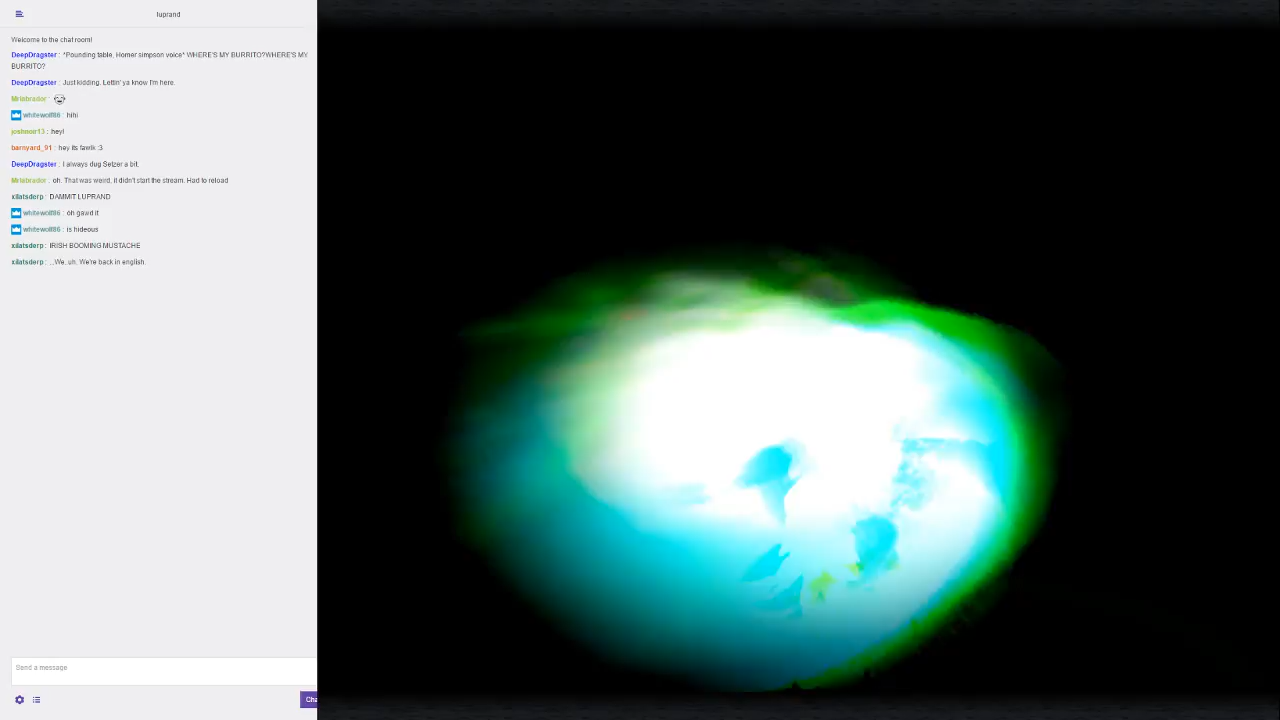 luprand
Welcome to the chat room!
DeepDragster : *Pounding table, Homer simpson voice* WHERE'S MY BURRITO?WHERE'S MY
BURRITO?
DeepDragster : Just kidding. Lettin' ya know I'm here.
Mrlabrador :
whitewolf86 : hihi
joshnoir13 : hey!
barnyard_91 : hey its fawlk :3
DeepDragster : I always dug Setzer a bit.
Mrlabrador : oh. That was weird, it didn't start the stream. Had to reload
xilatsderp : DAMMIT LUPRAND
whitewolf86 : oh gawd it
whitewolf86 : is hideous
xilatsderp : IRISH BOOMING MUSTACHE
xilatsderp : ...We..uh. We're back in english.
Send a message
Cha